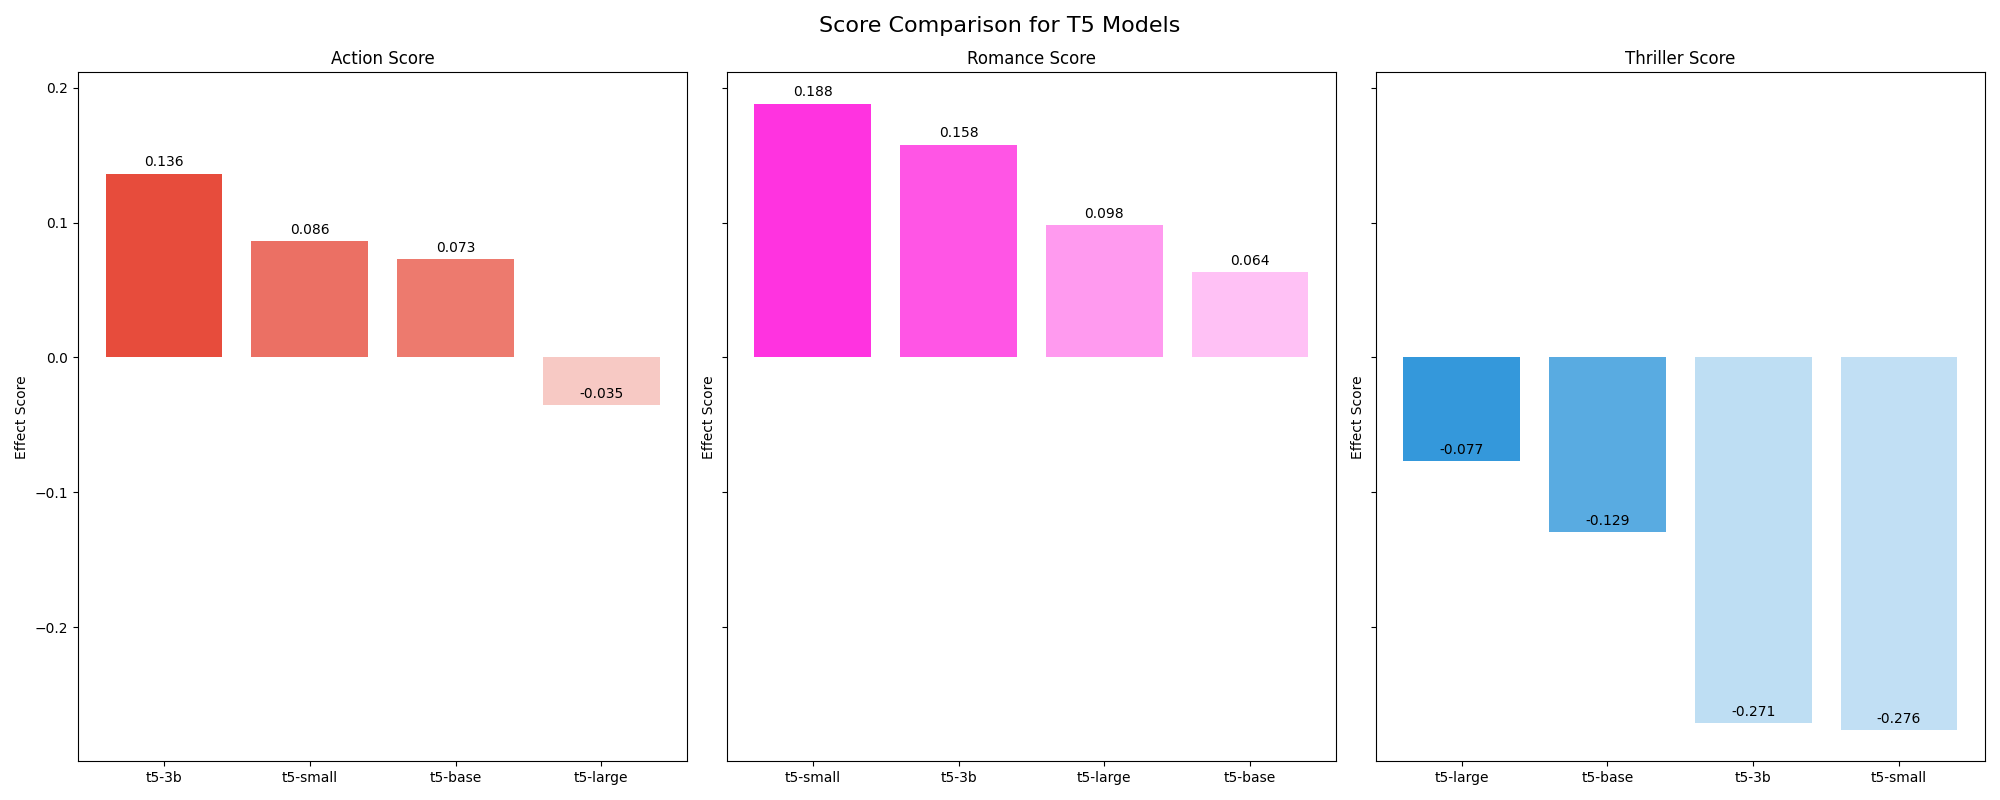 Score Comparison for T5 Models
Action Score
Effect Score
0.2
0.1
0.0
−0.1
−0.2
0.136
0.086
0.073
-0.035
t5-3b
t5-small
t5-base
t5-large
Romance Score
Effect Score
0.188
0.158
0.098
0.064
t5-small
t5-3b
t5-large
t5-base
Thriller Score
Effect Score
-0.077
-0.129
-0.271
-0.276
t5-large
t5-base
t5-3b
t5-small